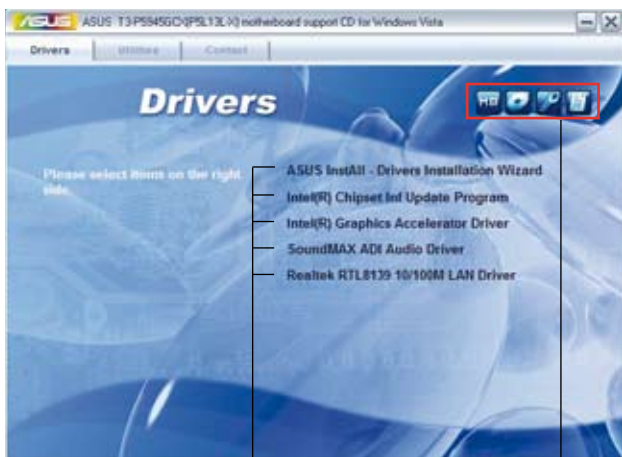 ASUS T3-P5945GCX(P5L13L-X) motherboard support CD for Windows Vista
Drivers Utilities Contact
Drivers
Please select items on the right
side.
ASUS InstAll - Drivers Installation Wizard
Intel(R) Chipset Inf Update Program
Intel(R) Graphics Accelerator Driver
SoundMAX ADI Audio Driver
Realtek RTL8139 10/100M LAN Driver